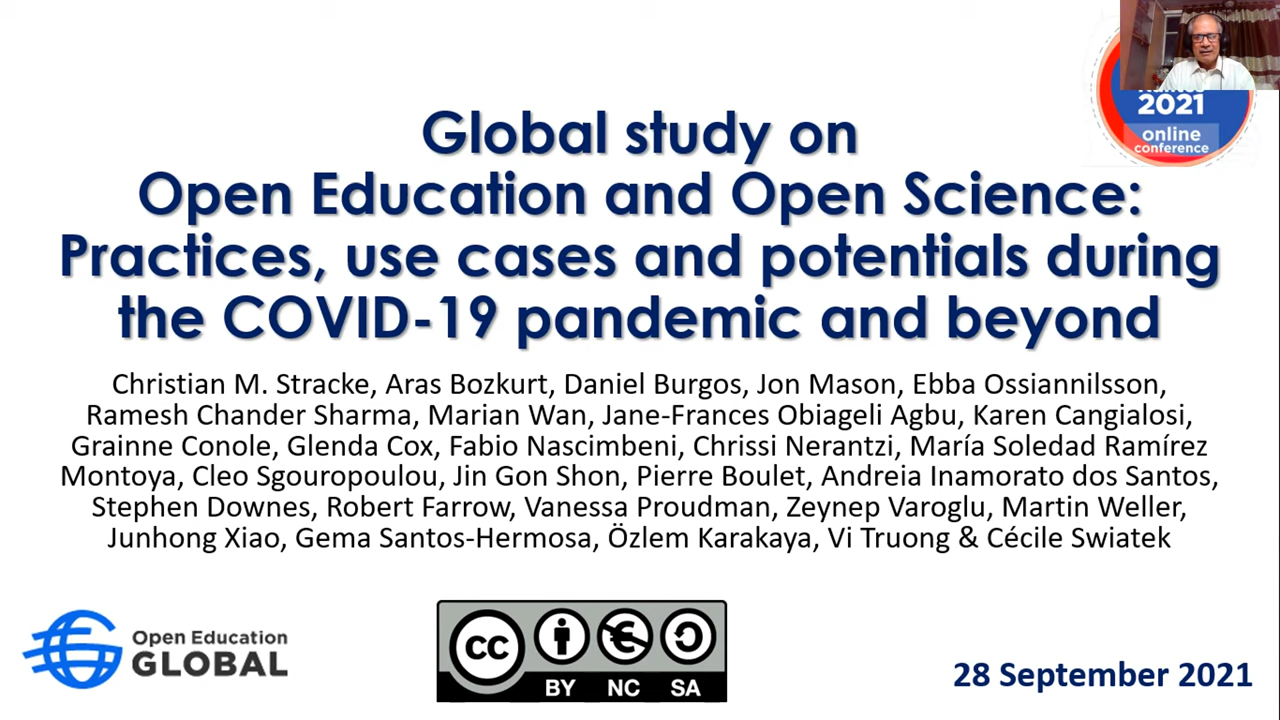 2021
online
conference
Global study on
Open Education and Open Science:
Practices, use cases and potentials during
the COVID-19 pandemic and beyond
Christian M. Stracke, Aras Bozkurt, Daniel Burgos, Jon Mason, Ebba Ossiannilsson,
Ramesh Chander Sharma, Marian Wan, Jane-Frances Obiageli Agbu, Karen Cangialosi,
Grainne Conole, Glenda Cox, Fabio Nascimbeni, Chrissi Nerantzi, María Soledad Ramírez
Montoya, Cleo Sgouropoulou, Jin Gon Shon, Pierre Boulet, Andreia Inamorato dos Santos,
Stephen Downes, Robert Farrow, Vanessa Proudman, Zeynep Varoglu, Martin Weller,
Junhong Xiao, Gema Santos-Hermosa, Özlem Karakaya, Vi Truong & Cécile Swiatek
Open Education
GLOBAL
CC
BY NC SA
28 September 2021